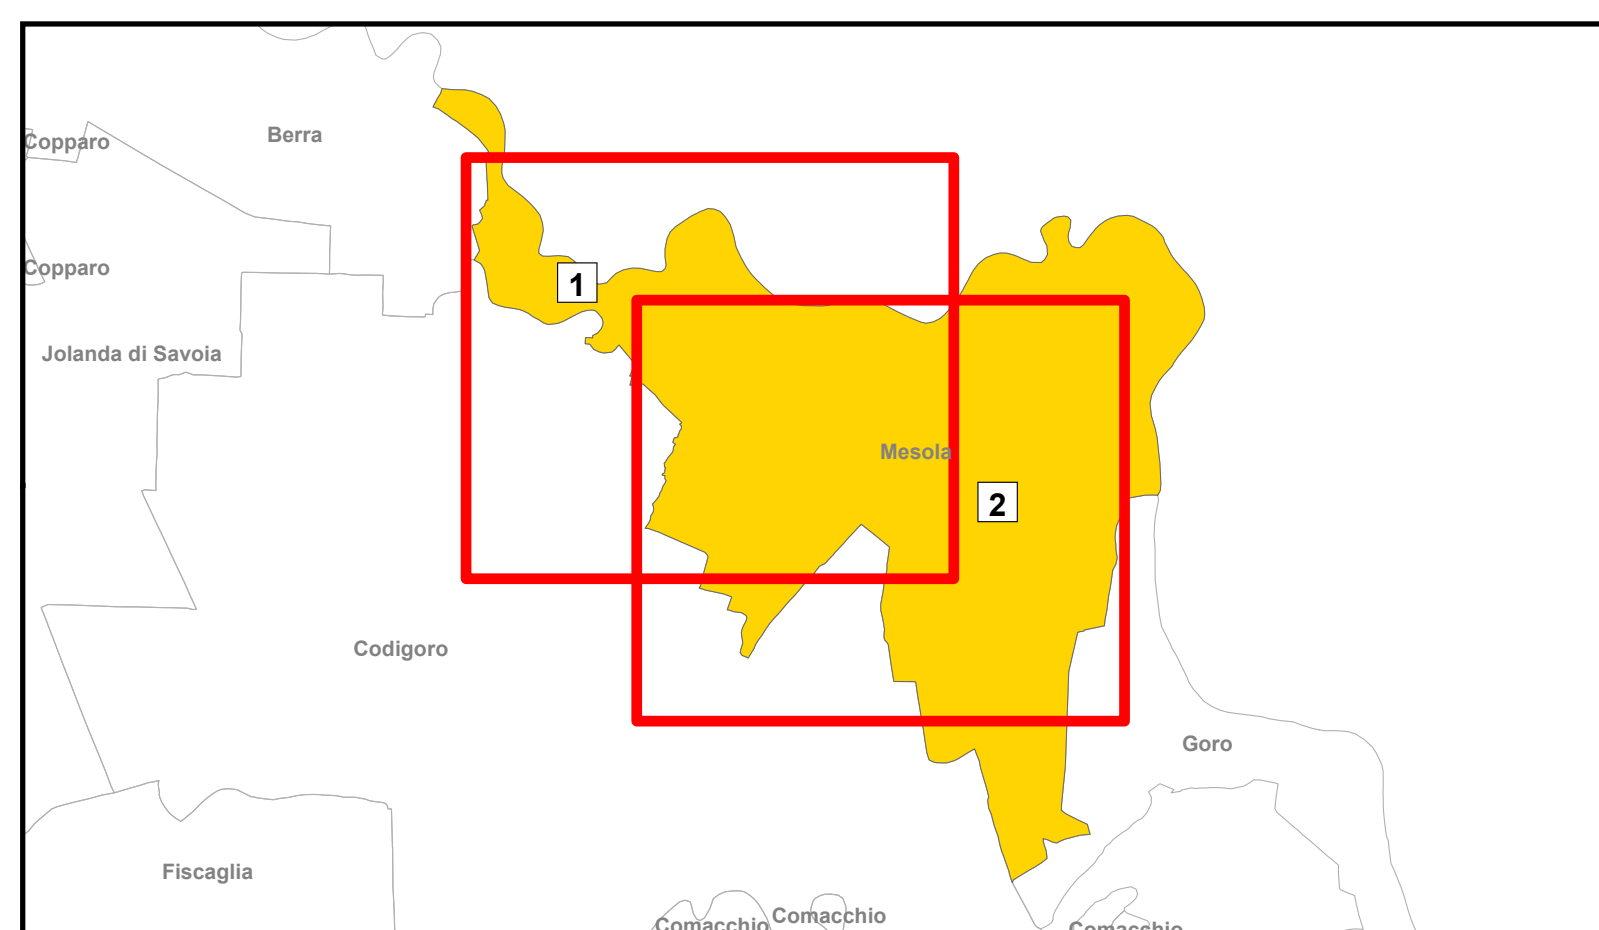 Berra
Copparo
Copparo
1
Jolanda di Savoia
Mesola
2
Codigoro
Goro
Fiscaglia
Comacchio
Comacchio
Comacchio